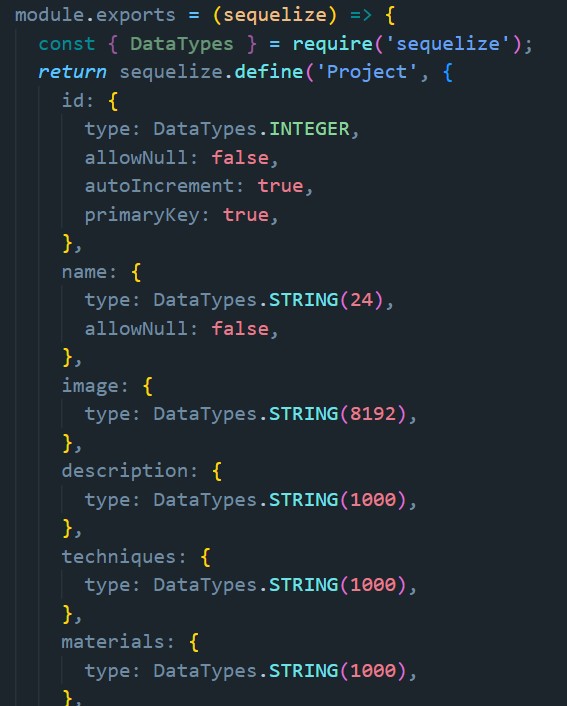 module.exports = (sequelize) => {
  const { DataTypes } = require('sequelize');
  return sequelize.define('Project', {
    id: {
      type: DataTypes.INTEGER,
      allowNull: false,
      autoIncrement: true,
      primaryKey: true,
    },
    name: {
      type: DataTypes.STRING(24),
      allowNull: false,
    },
    image: {
      type: DataTypes.STRING(8192),
    },
    description: {
      type: DataTypes.STRING(1000),
    },
    techniques: {
      type: DataTypes.STRING(1000),
    },
    materials: {
      type: DataTypes.STRING(1000),
    },